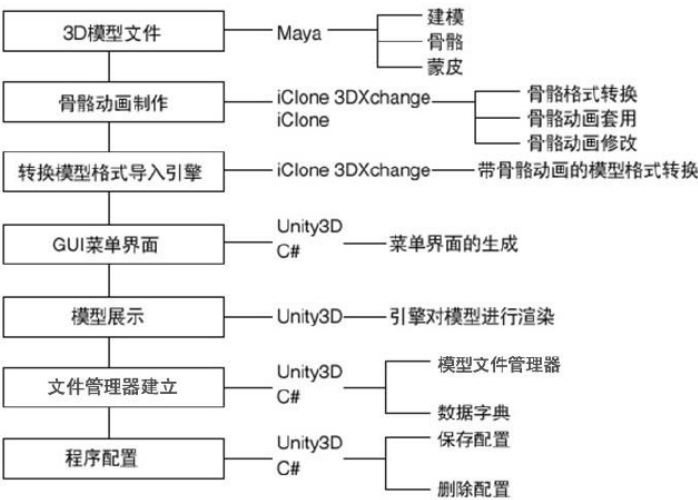 3D模型文件
Maya
建模
骨骼
蒙皮
骨骼动画制作
iClone 3DXchange
iClone
骨骼格式转换
骨骼动画套用
骨骼动画修改
转换模型格式导入引擎
iClone 3DXchange
带骨骼动画的模型格式转换
GUI菜单界面
Unity3D
C#
菜单界面的生成
模型展示
Unity3D
引擎对模型进行渲染
文件管理器建立
Unity3D
C#
模型文件管理器
数据字典
程序配置
Unity3D
C#
保存配置
删除配置